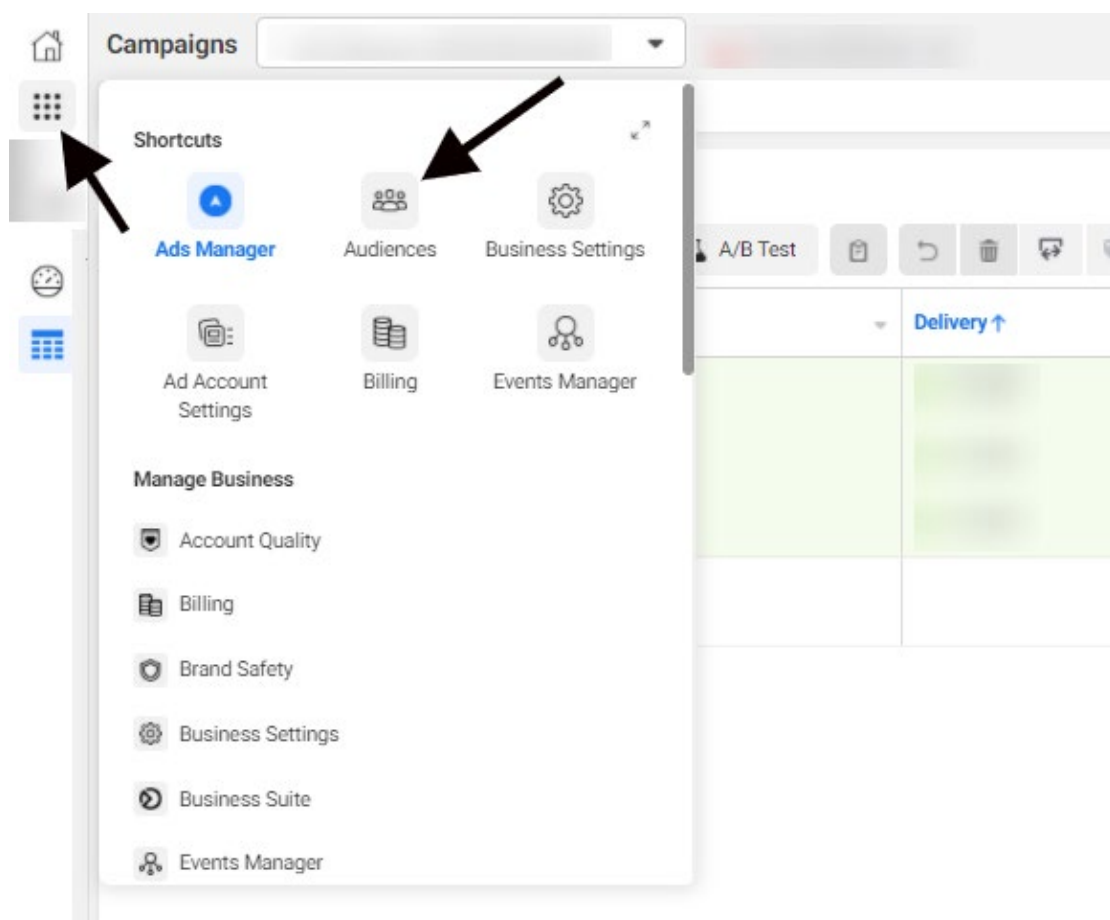 Campaigns
Shortcuts
Ads Manager
Audiences
Business Settings
Ad Account
Settings
Billing
Events Manager
Manage Business
Account Quality
Billing
Brand Safety
Business Settings
Business Suite
Events Manager
A/B Test
Delivery↑